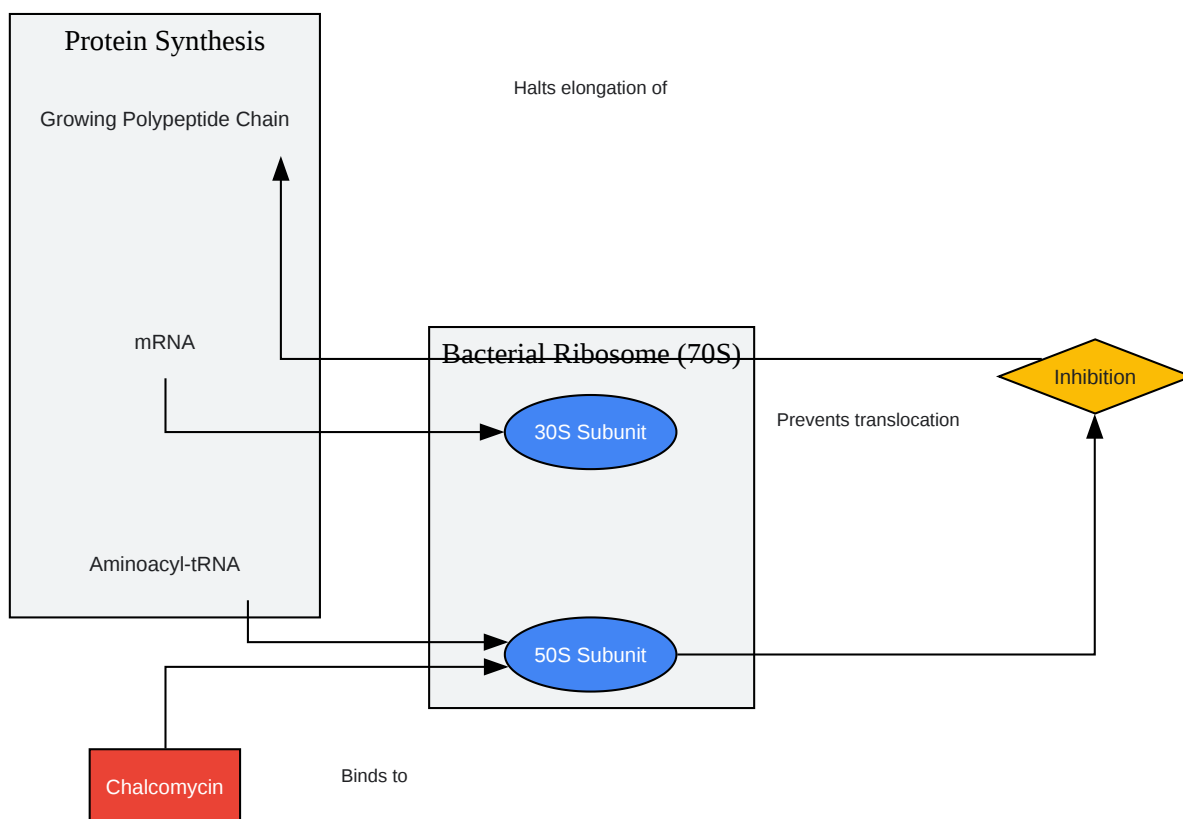 Protein Synthesis
Halts elongation of
Growing Polypeptide Chain
mRNA
Bacterial Ribosome (70S)
Inhibition
Prevents translocation
30S Subunit
Aminoacyl-tRNA
50S Subunit
Binds to
Chalcomycin